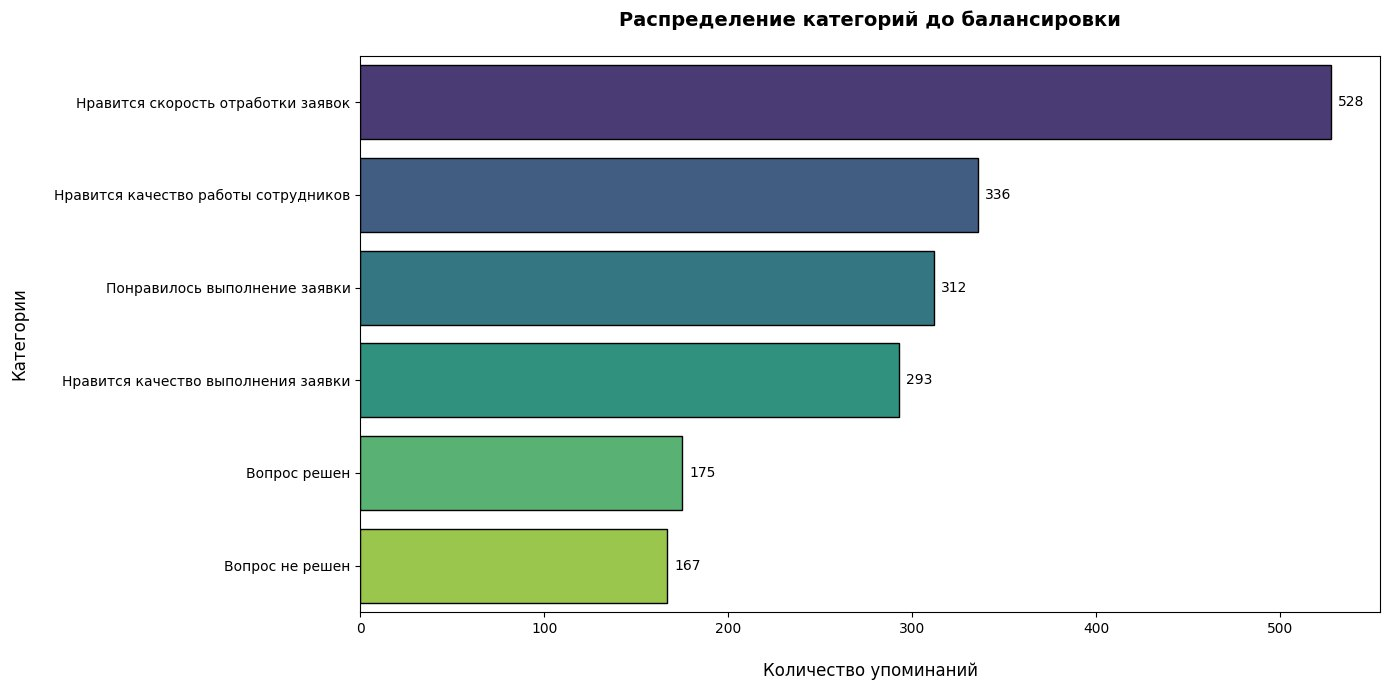 Распределение категорий до балансировки
Категории
Нравится скорость отработки заявок
528
Нравится качество работы сотрудников
336
Понравилось выполнение заявки
312
Нравится качество выполнения заявки
293
Вопрос решен
175
Вопрос не решен
167
0 100 200 300 400 500
Количество упоминаний